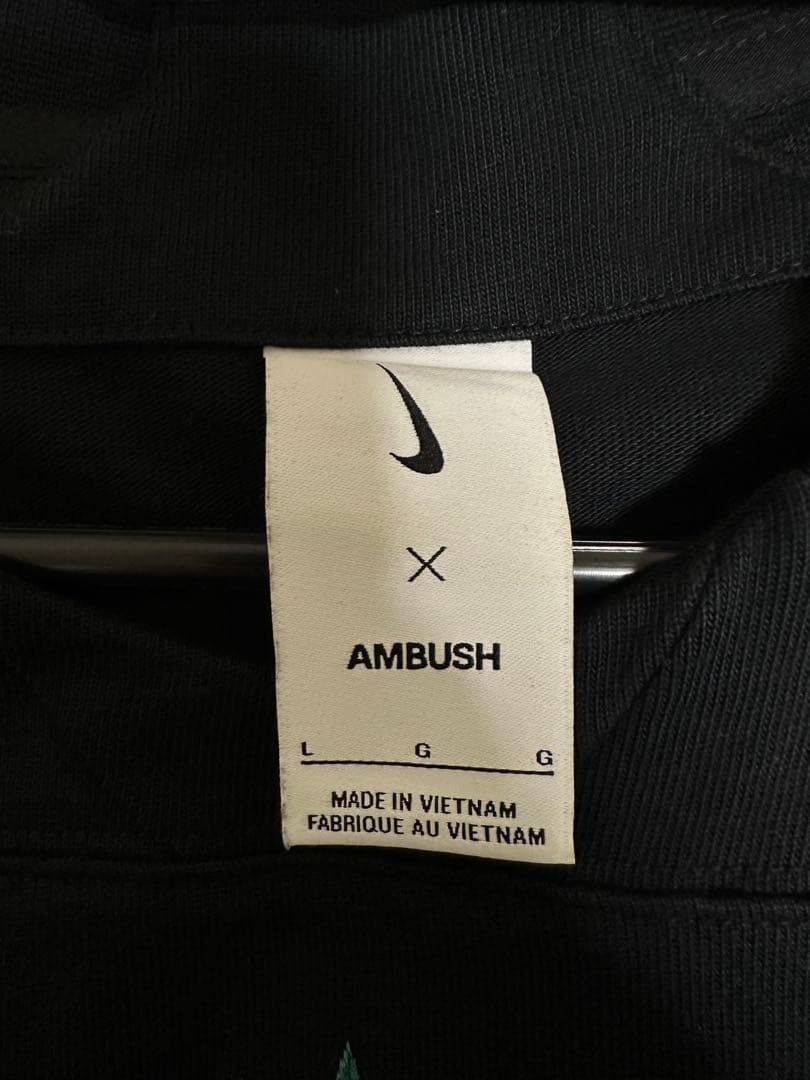 ×
AMBUSH
L G G
MADE IN VIETNAM
FABRIQUE AU VIETNAM